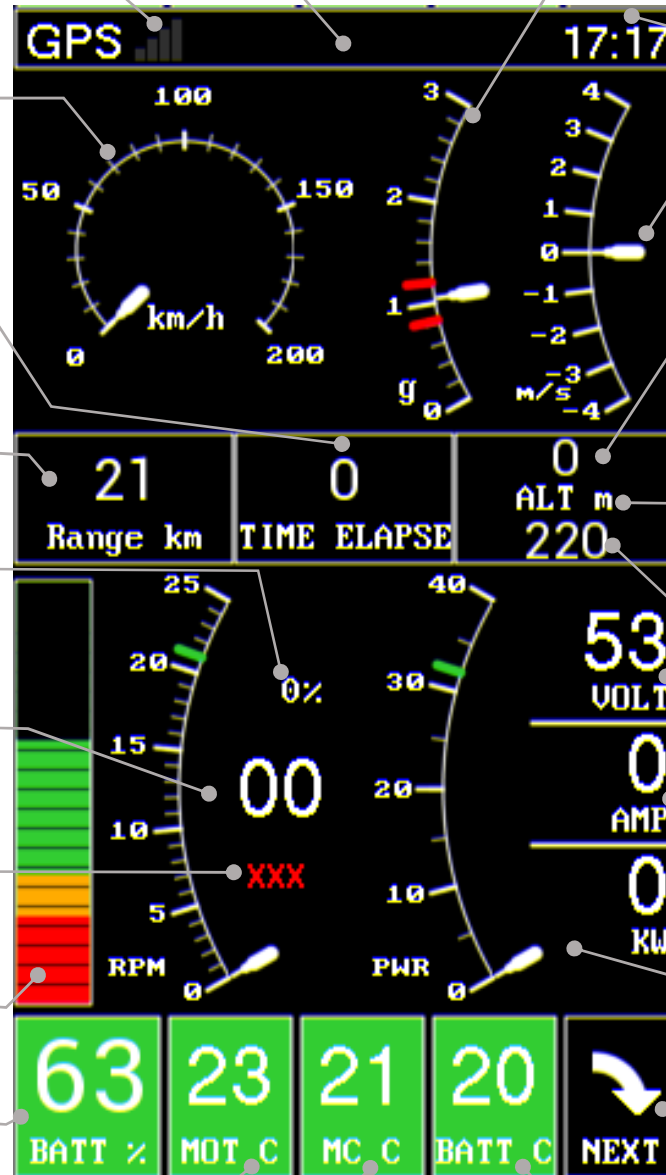 GPS 17:17
100
50 150
km/h
0 200
3
2
1
g
0
4
3
2
1
0
-1
-2
-3
m/s
-4
21
Range km
0
TIME ELAPSE
0
ALT m
220
25
20
15
10
5
RPM
0
0%
00
XXX
40
30
20
10
PWR
0
53
VOLT
0
AMP
0
KW
63
BATT %
23
MOT C
21
MC C
20
BATT C
NEXT